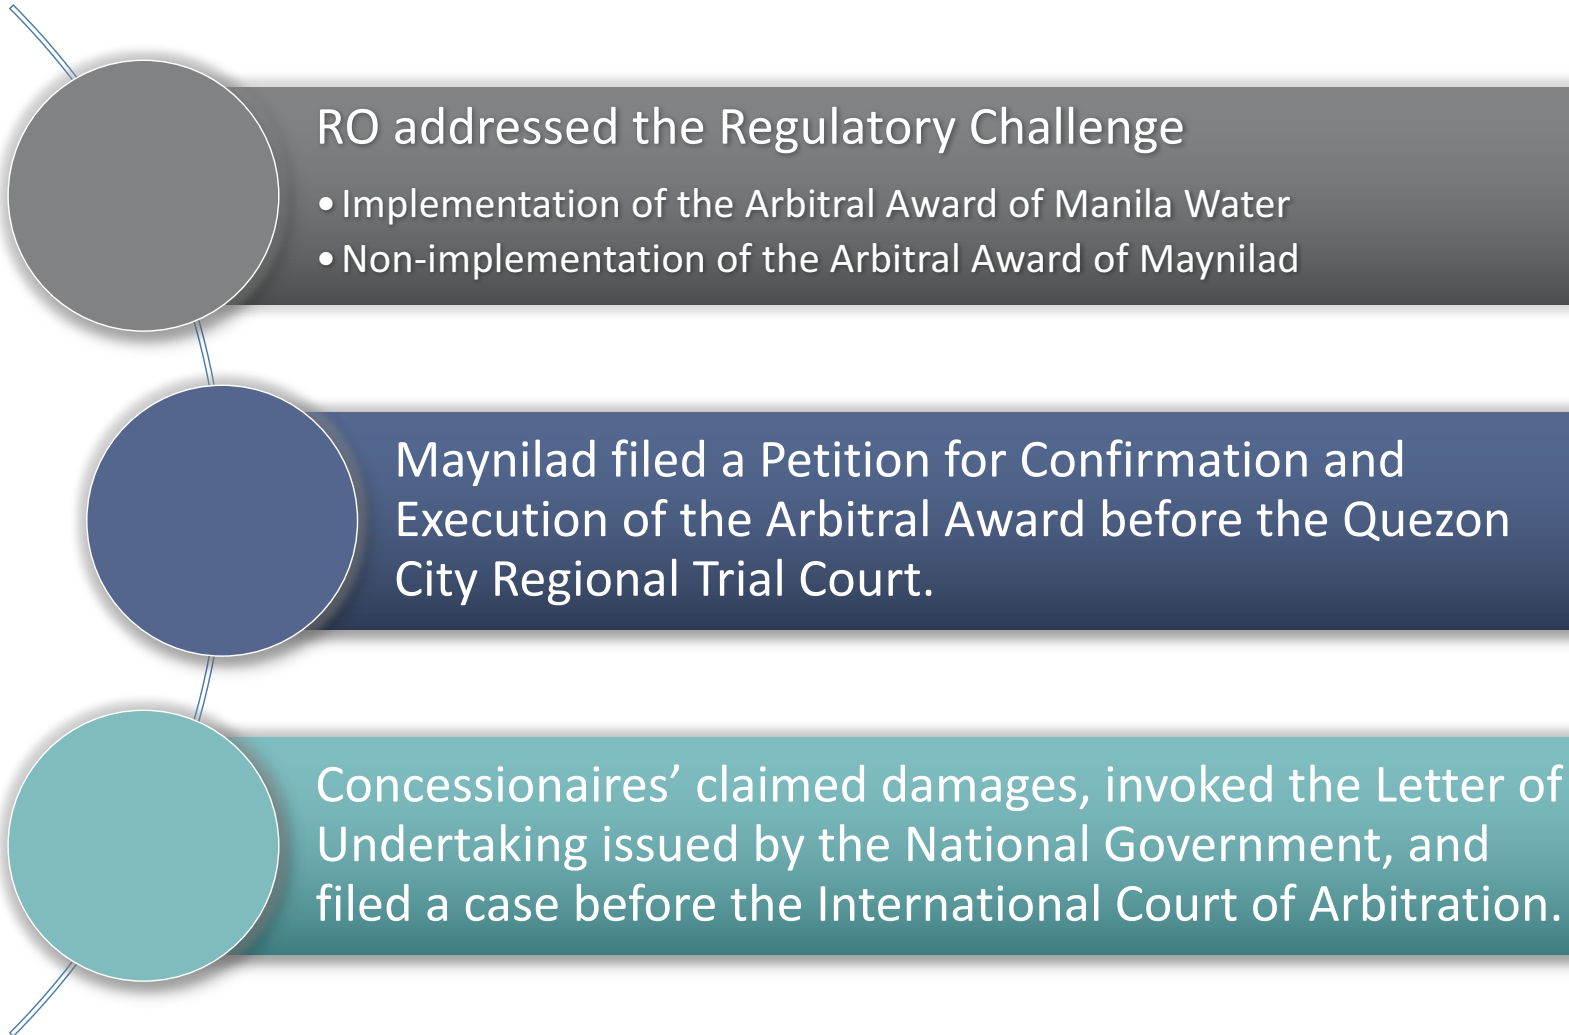 RO addressed the Regulatory Challenge
• Implementation of the Arbitral Award of Manila Water
• Non-implementation of the Arbitral Award of Maynilad
Maynilad filed a Petition for Confirmation and
Execution of the Arbitral Award before the Quezon
City Regional Trial Court.
Concessionaires’ claimed damages, invoked the Letter of
Undertaking issued by the National Government, and
filed a case before the International Court of Arbitration.